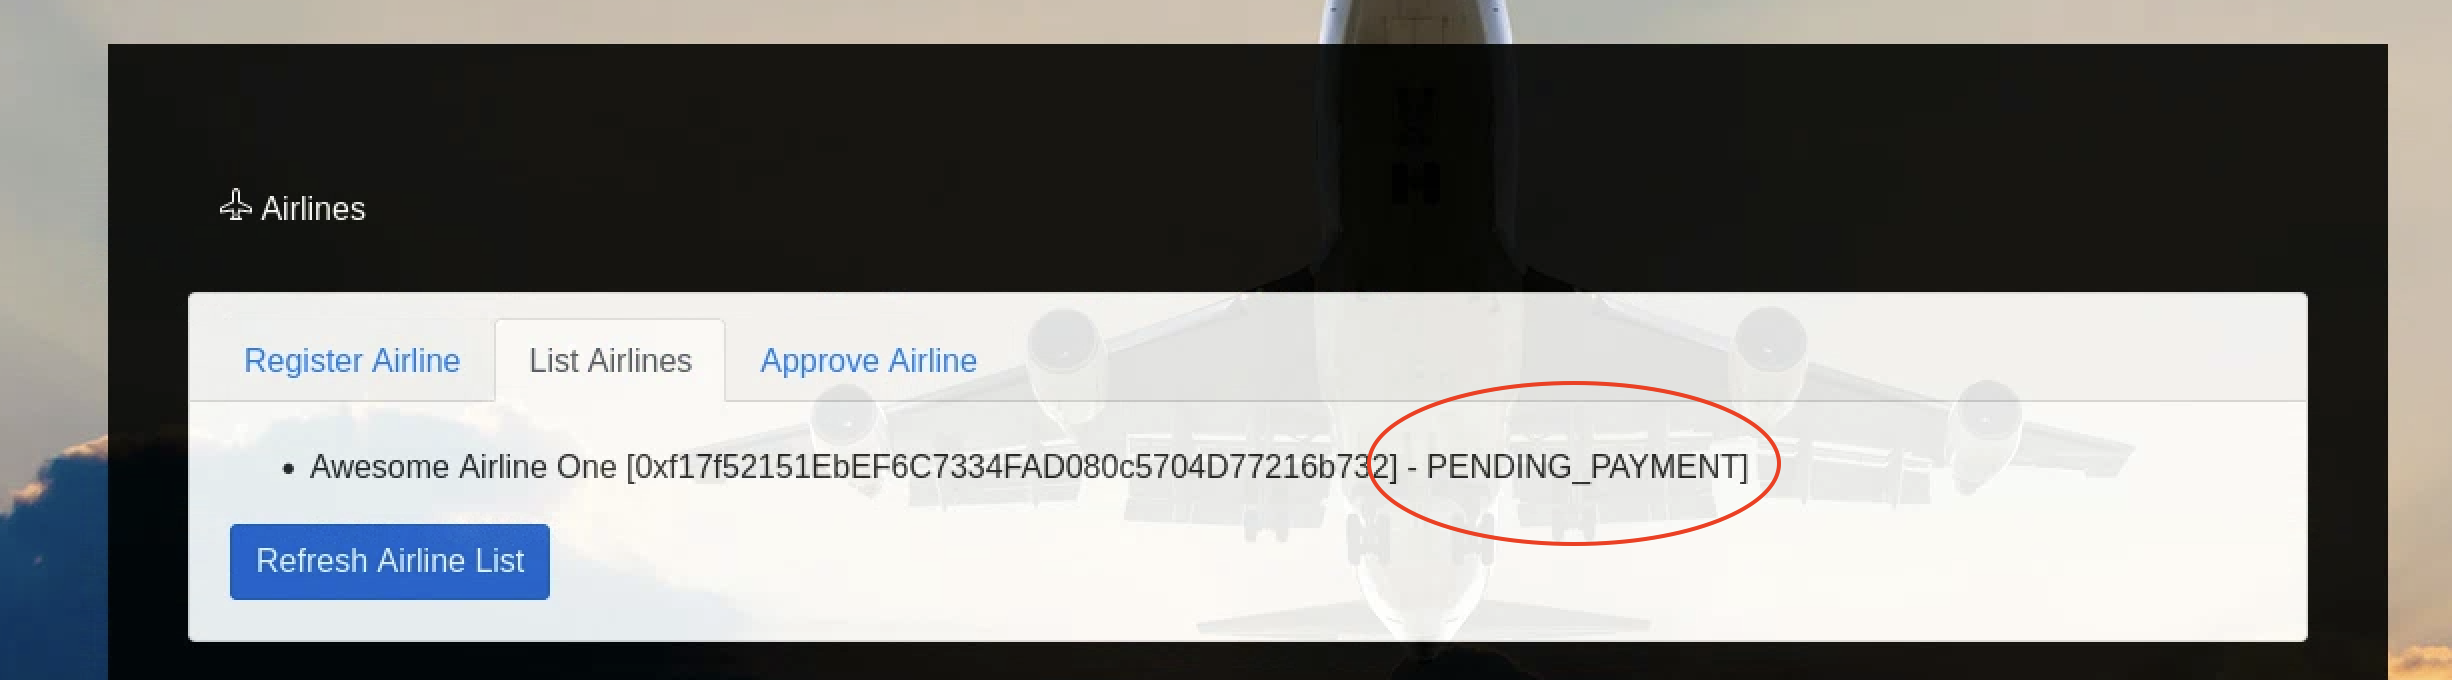 Airlines
Register Airline List Airlines Approve Airline
Awesome Airline One [0xf17f52151EbEF6C7334FAD080c5704D77216b732] - PENDING_PAYMENT]
Refresh Airline List